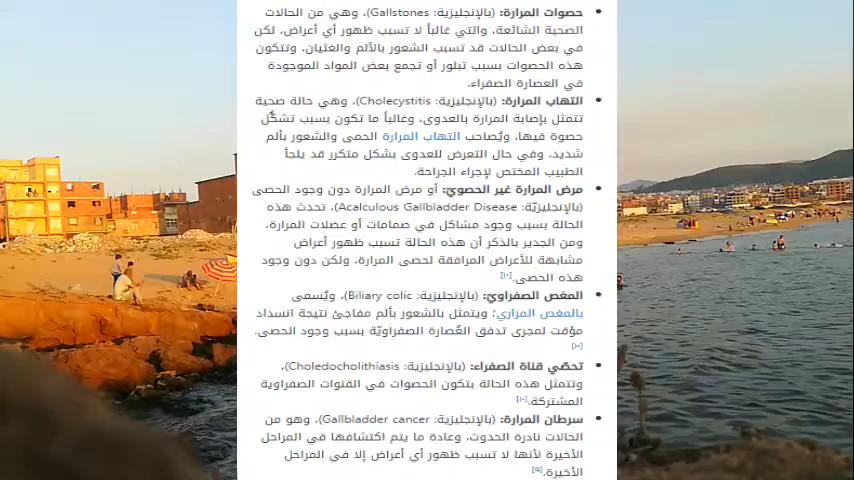 • حصوات المرارة: (بالإنجليزية: Gallstones)، وهي من الحالات
الصحية الشائعة، والتي غالباً لا تسبب ظهور أي أعراض، لكن
في بعض الحالات قد تسبب الشعور بالألم والغثيان، وتتكون
هذه الحصوات بسبب تبلور أو تجمع بعض المواد الموجودة
في العصارة الصفراء.
• التهاب المرارة: (بالإنجليزية: Cholecystitis)، وهي حالة صحية
تتمثل بإصابة المرارة بالعدوى، وغالباً ما تكون بسبب تشكُّل
حصوة فيها، ويُصاحب التهاب المرارة الحمى والشعور بألم
شديد، وفي حال التعرض للعدوى بشكل متكرر قد يلجأ
الطبيب المختص لإجراء الجراحة.
• مرض المرارة غير الحصويّ: أو مرض المرارة دون وجود الحصى
(بالإنجليزيّة: Acalculous Gallbladder Disease)، تحدث هذه
الحالة بسبب وجود مشاكل في صمامات أو عضلات المرارة،
ومن الجدير بالذكر أن هذه الحالة تسبب ظهور أعراض
مشابهة للأعراض المرافقة لحصى المرارة، ولكن دون وجود
هذه الحصى.[١٠]
• المغص الصفراويّ: (بالإنجليزية: Biliary colic)، ويُسمى
بالمغص المراري؛ ويتمثل بالشعور بألم مفاجئ نتيجة انسداد
مؤقت لمجرى تدفق العُصارة الصفراويّة بسبب وجود الحصى.
[١٠]
• تحصّي قناة الصفراء: (بالإنجليزية: Choledocholithiasis)،
وتتمثل هذه الحالة بتكون الحصوات في القنوات الصفراوية
المشتركة.[١٠]
• سرطان المرارة: (بالإنجليزية: Gallbladder cancer)، وهو من
الحالات نادرة الحدوث، وعادة ما يتم اكتشافها في المراحل
الأخيرة لأنها لا تسبب ظهور أي أعراض إلا في المراحل
الأخيرة.[٩]